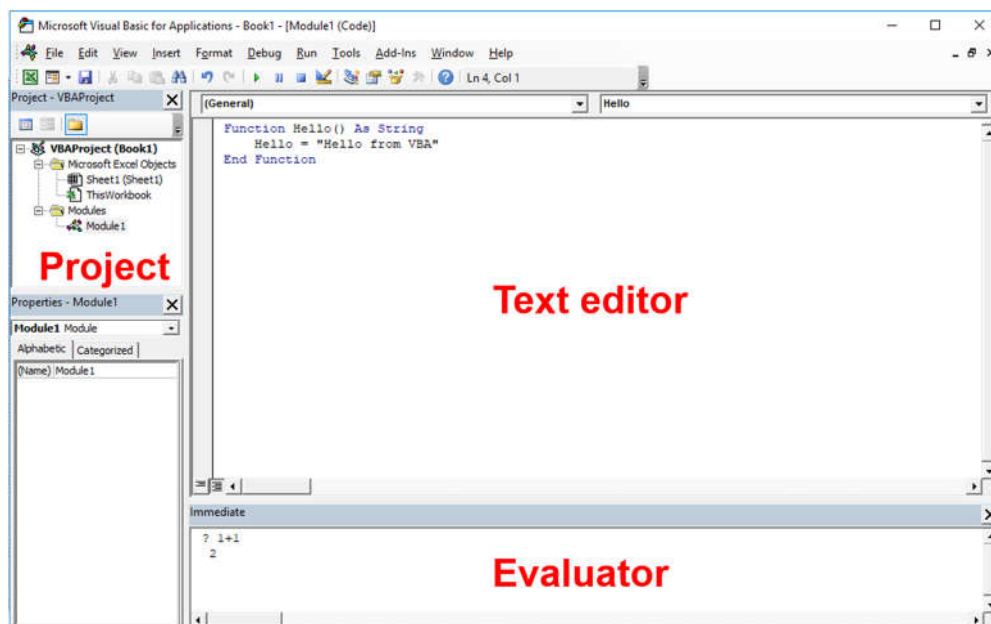 Microsoft Visual Basic for Applications - Book1 - [Module1 (Code)]
File Edit View Insert Format Debug Run Tools Add-Ins Window Help
Ln 4, Col 1
Project - VBAProject
VBAProject (Book1)
Microsoft Excel Objects
Sheet1 (Sheet1)
ThisWorkbook
Modules
Module1
Project
Properties - Module1
Module1 Module
Alphabetic Categorized
(Name) Module1
(General) Hello
Function Hello() As String
Hello = "Hello from VBA"
End Function
Text editor
Immediate
? 1+1
2
Evaluator